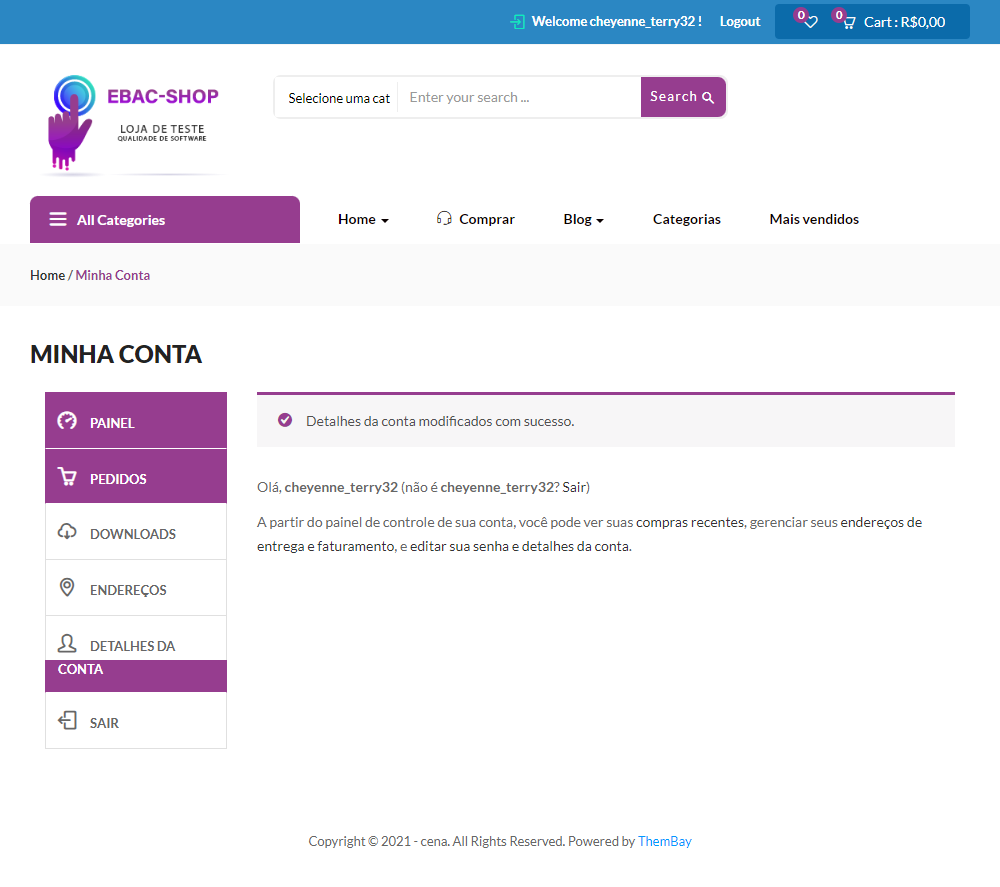 Welcome cheyenne_terry32 ! Logout 0 0 Cart : R$0,00
EBAC-SHOP
LOJA DE TESTE
QUALIDADE DE SOFTWARE
Selecione uma cat Enter your search ... Search
All Categories Home Comprar Blog Categorias Mais vendidos
Home / Minha Conta
MINHA CONTA
PAINEL
PEDIDOS
DOWNLOADS
ENDEREÇOS
DETALHES DA
CONTA
SAIR
Detalhes da conta modificados com sucesso.
Olá, cheyenne_terry32 (não é cheyenne_terry32? Sair)
A partir do painel de controle de sua conta, você pode ver suas compras recentes, gerenciar seus endereços de
entrega e faturamento, e editar sua senha e detalhes da conta.
Copyright © 2021 - cena. All Rights Reserved. Powered by ThemBay